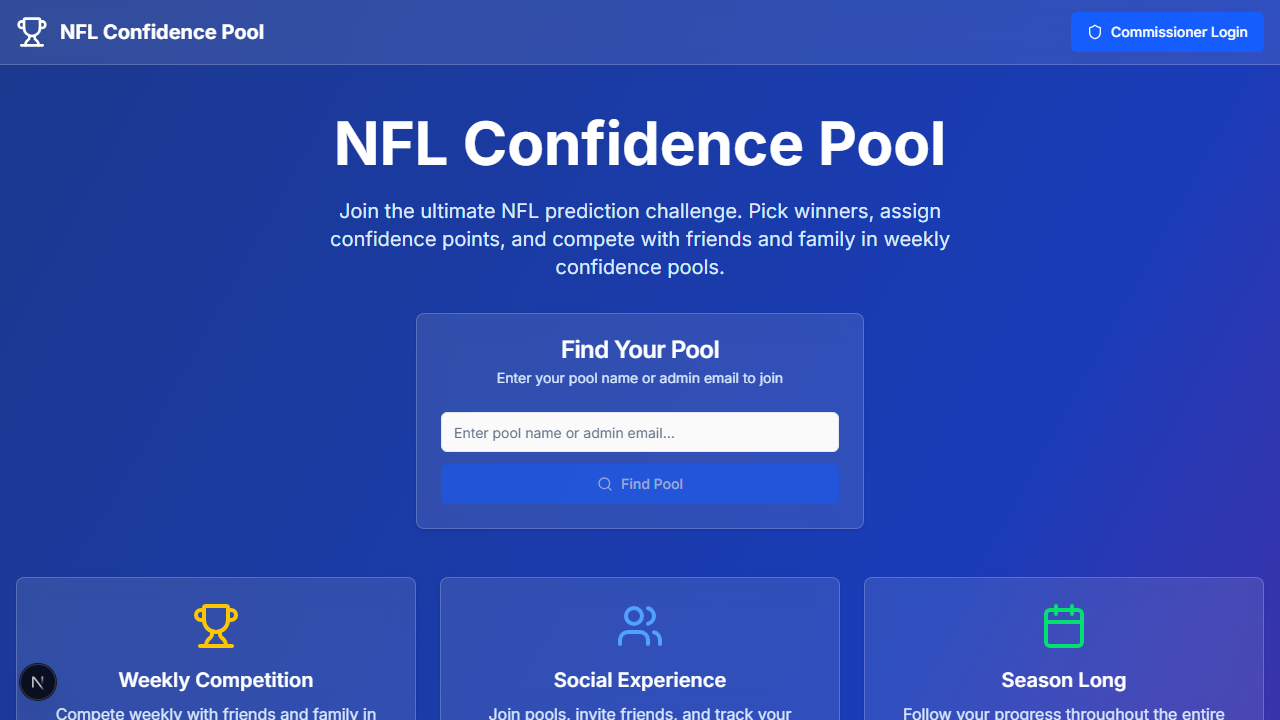 NFL Confidence Pool
Commissioner Login
NFL Confidence Pool
Join the ultimate NFL prediction challenge. Pick winners, assign
confidence points, and compete with friends and family in weekly
confidence pools.
Find Your Pool
Enter your pool name or admin email to join
Enter pool name or admin email...
Find Pool
Weekly Competition
Compete weekly with friends and family in
Social Experience
Join pools, invite friends, and track your
Season Long
Follow your progress throughout the entire
N